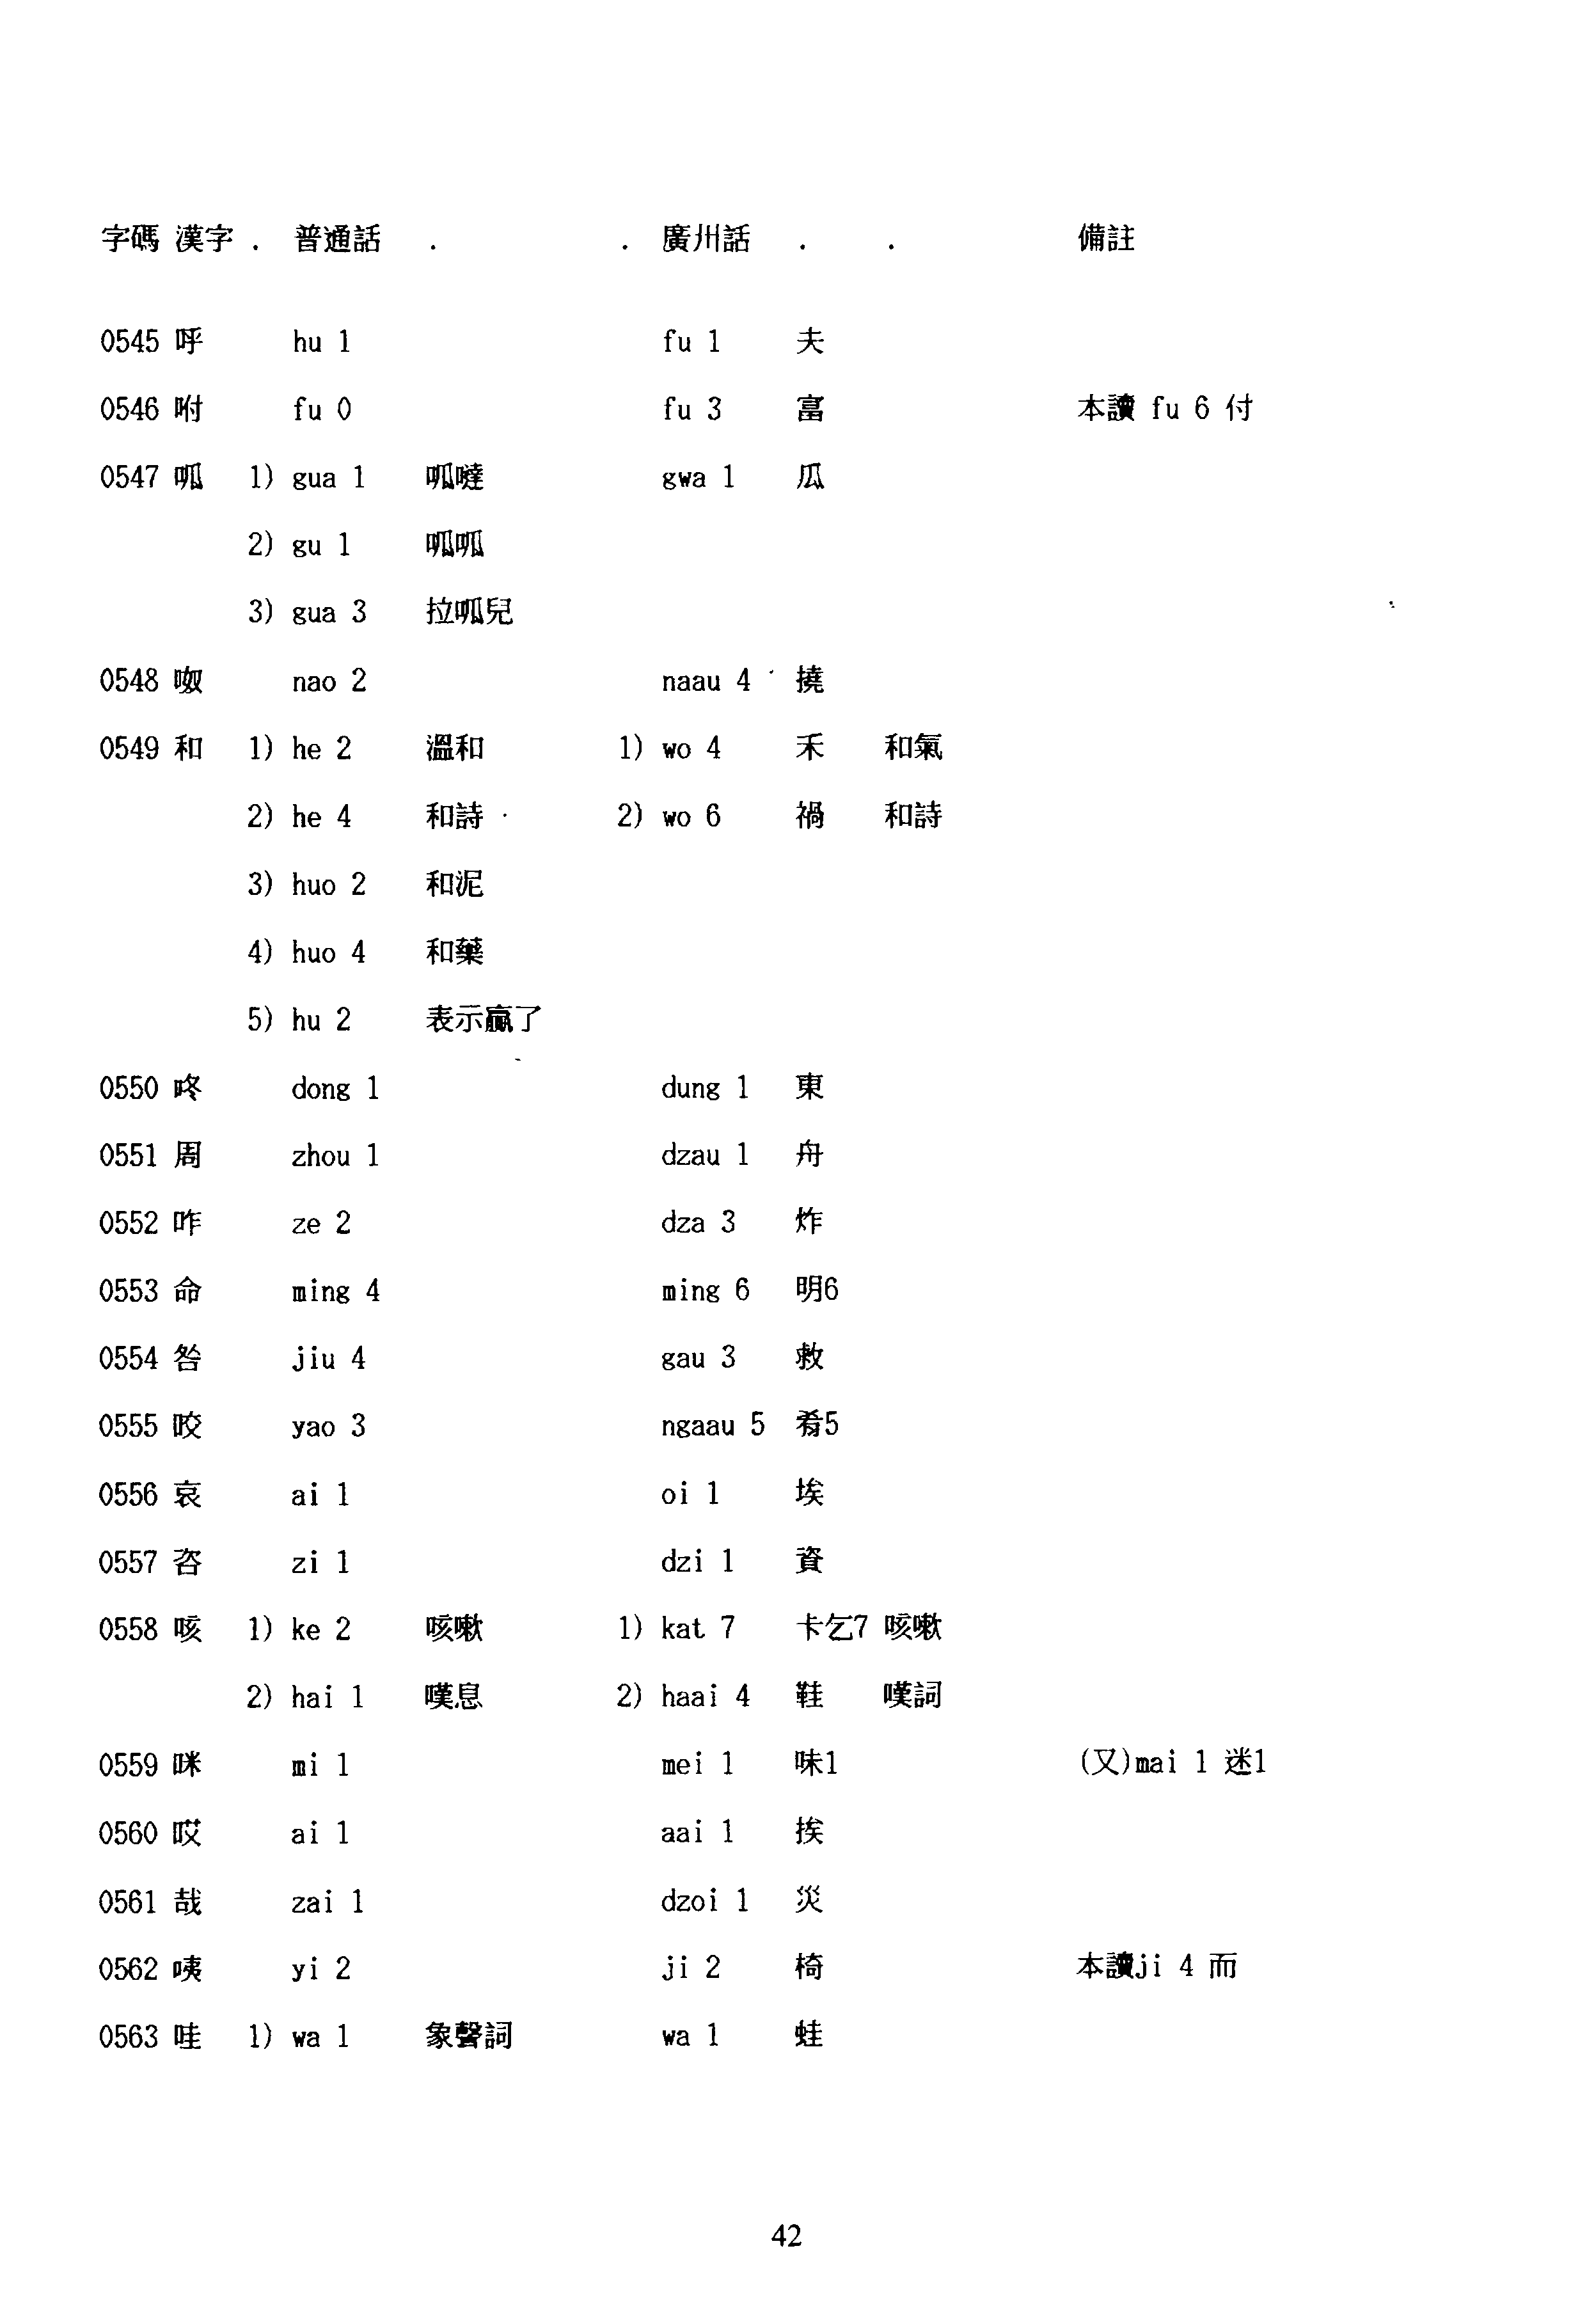 字碼 漢字 . 普通話 . . 廣州話 . . 備註
0545 呼 hu 1 fu 1 夫
0546 咐 fu 0 fu 3 富 本讀 fu 6 付
0547 呱 1) gua 1 呱噠 gwa 1 瓜
2) gu 1 呱呱
3) gua 3 拉呱兒
0548 呶 nao 2 naau 4 撓
0549 和 1) he 2 溫和 1) wo 4 禾 和氣
2) he 4 和詩 2) wo 6 禍 和詩
3) huo 2 和泥
4) huo 4 和藥
5) hu 2 表示贏了
0550 咚 dong 1 dung 1 東
0551 周 zhou 1 dzau 1 舟
0552 咋 ze 2 dza 3 炸
0553 命 ming 4 ming 6 明6
0554 咎 jiu 4 gau 3 救
0555 咬 yao 3 ngaau 5 肴5
0556 哀 ai 1 oi 1 埃
0557 咨 zi 1 dzi 1 資
0558 咳 1) ke 2 咳嗽 1) kat 7 卡乞7 咳嗽
2) hai 1 嘆息 2) haai 4 鞋 嘆詞
0559 咪 mi 1 mei 1 味1 (又)mai 1 迷1
0560 哎 ai 1 aai 1 挨
0561 哉 zai 1 dzoi 1 災
0562 咦 yi 2 ji 2 椅 本讀ji 4 而
0563 哇 1) wa 1 象聲詞 wa 1 蛙
42